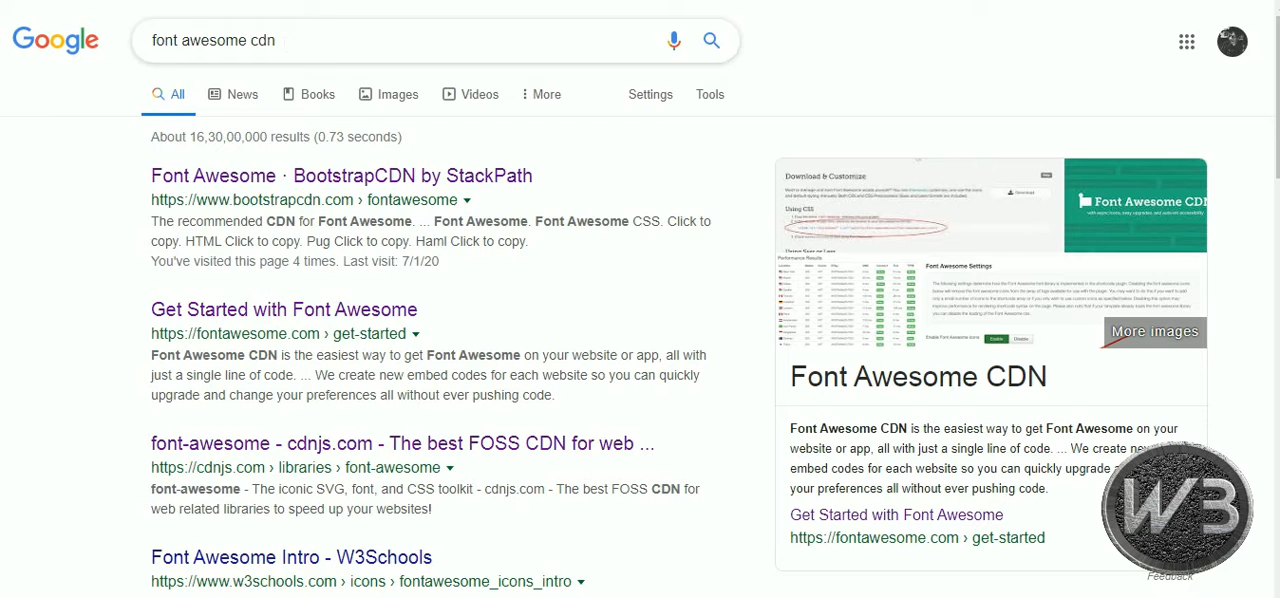 Google
font awesome cdn
All
News
Books
Images
Videos
More
Settings
Tools
About 16,30,00,000 results (0.73 seconds)
Font Awesome · BootstrapCDN by StackPath
https://www.bootstrapcdn.com › fontawesome
The recommended CDN for Font Awesome. ... Font Awesome. Font Awesome CSS. Click to
copy. HTML Click to copy. Pug Click to copy. Haml Click to copy.
You've visited this page 4 times. Last visit: 7/1/20
Get Started with Font Awesome
https://fontawesome.com › get-started
Font Awesome CDN is the easiest way to get Font Awesome on your website or app, all with
just a single line of code. ... We create new embed codes for each website so you can quickly
upgrade and change your preferences all without ever pushing code.
font-awesome - cdnjs.com - The best FOSS CDN for web ...
https://cdnjs.com › libraries › font-awesome
font-awesome - The iconic SVG, font, and CSS toolkit - cdnjs.com - The best FOSS CDN for
web related libraries to speed up your websites!
Font Awesome Intro - W3Schools
https://www.w3schools.com › icons › fontawesome_icons_intro
Download & Customize
Using CSS
Font Awesome CDN
Performance Results
Font Awesome Settings
More images
Font Awesome CDN
Font Awesome CDN is the easiest way to get Font Awesome on your
website or app, all with just a single line of code. ... We create
embed codes for each website so you can quickly upgrade
your preferences all without ever pushing code.
Get Started with Font Awesome
https://fontawesome.com › get-started
W3
Feedback